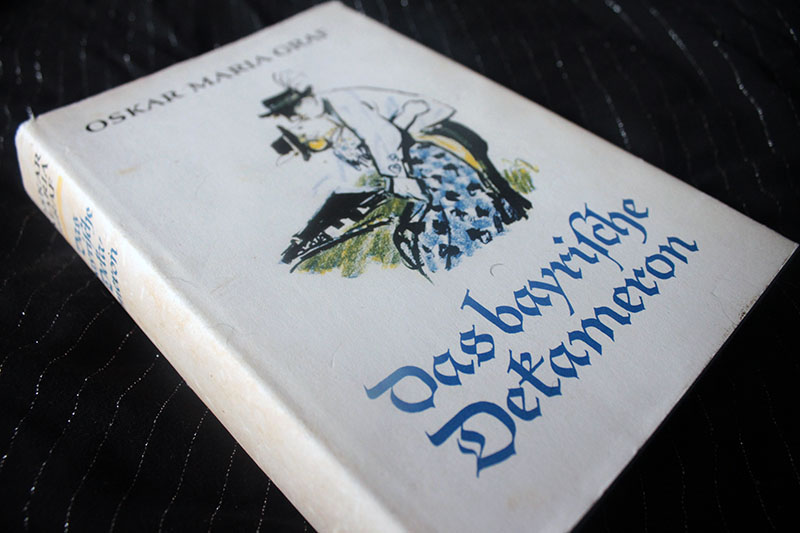 OSKAR MARIA GRAF
Das bayrische
Dekameron